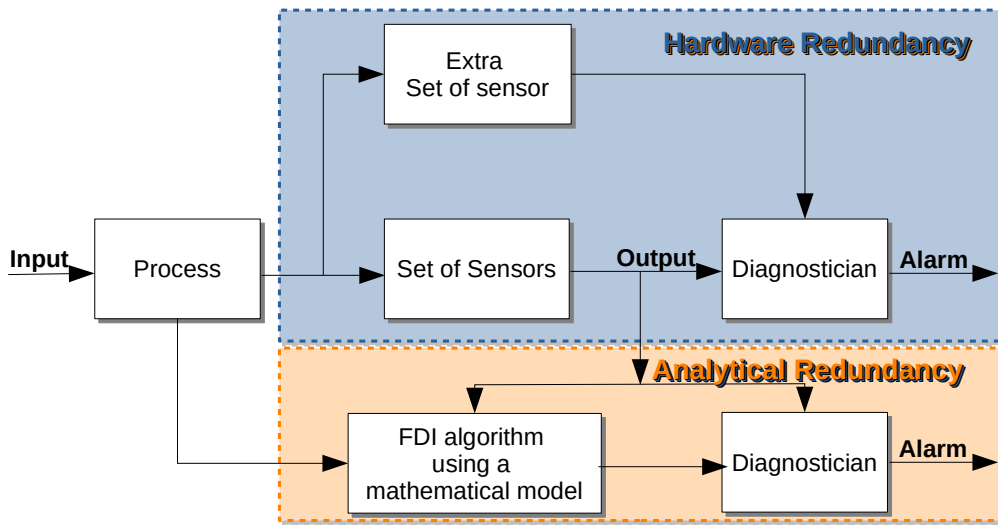 Hardware Redundancy
Extra
Set of sensor
Input
Process
Set of Sensors
Output
Diagnostician
Alarm
Analytical Redundancy
FDI algorithm
using a
mathematical model
Diagnostician
Alarm